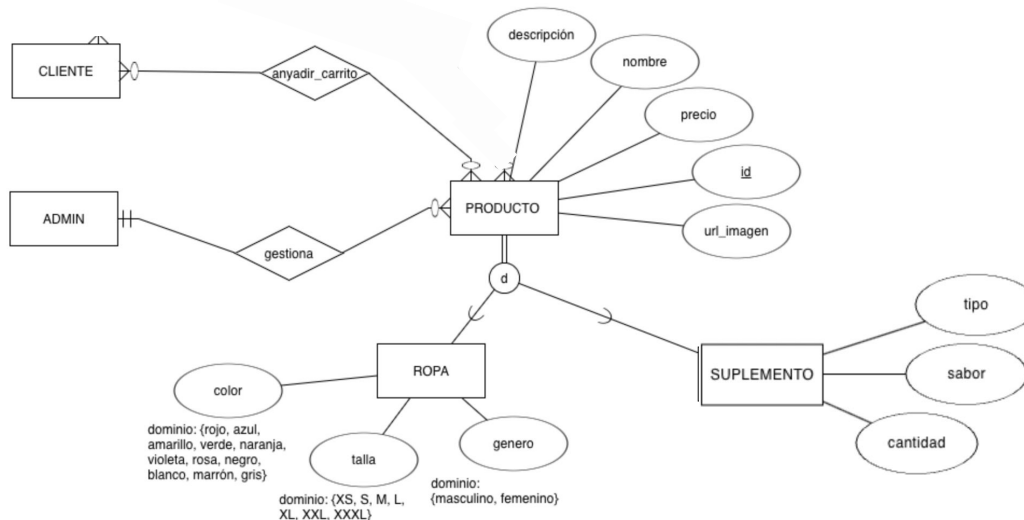 descripción
nombre
CLIENTE
anyadir_carrito
precio
id
PRODUCTO
ADMIN
url_imagen
gestiona
d
tipo
ROPA
SUPLEMENTO
sabor
color
dominio: {rojo, azul,
amarillo, verde, naranja,
violeta, rosa, negro,
blanco, marrón, gris}
genero
cantidad
talla
dominio:
{masculino, femenino}
dominio: {XS, S, M, L,
XL, XXL, XXXL}